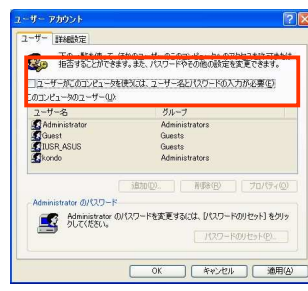 ユーザー アカウント
ユーザー 詳細設定
拒否することができます。また、パスワードやその他の設定を変更できます。
ユーザーがこのコンピュータを使うには、ユーザー名とパスワードの入力が必要(E)
このコンピュータのユーザー(U):
ユーザー名 グループ
Administrator Administrators
Guest Guests
IUSR_ASUS Guests
kondo Administrators
追加(D)... 削除(R) プロパティ(O)
Administrator のパスワード
Administrator のパスワードを変更するには、[パスワードのリセット] をクリックしてください。
パスワードのリセット(P)...
OK キャンセル 適用(A)